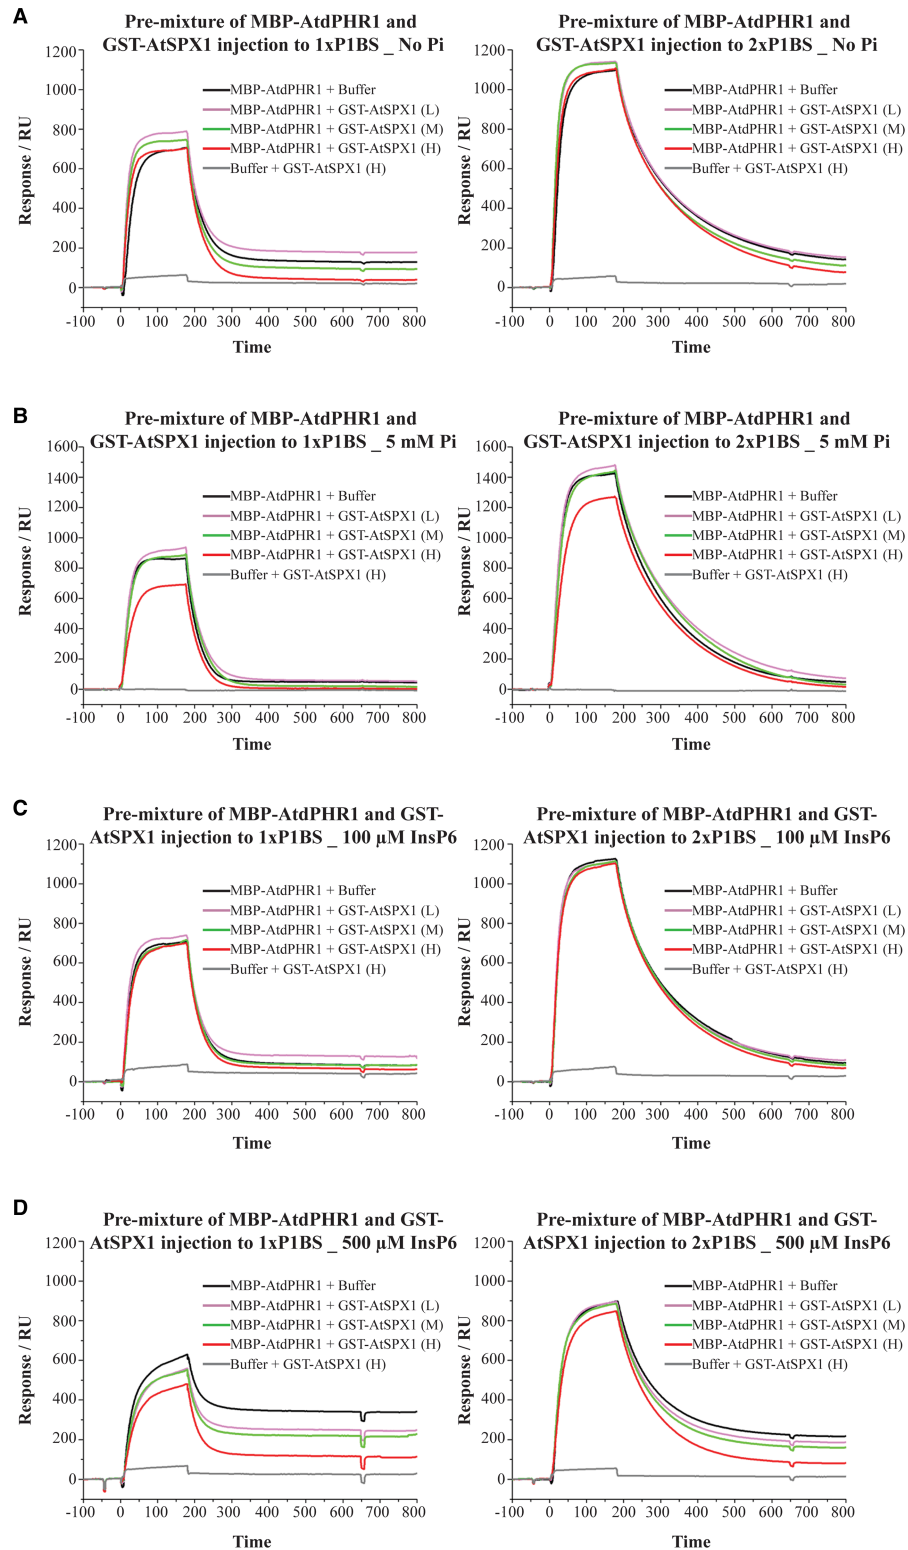 A
Pre-mixture of MBP-AtdPHR1 and
GST-AtSPX1 injection to 1xP1BS _ No Pi
1200
1000
800
600
400
200
0
Response / RU
MBP-AtdPHR1 + Buffer
MBP-AtdPHR1 + GST-AtSPX1 (L)
MBP-AtdPHR1 + GST-AtSPX1 (M)
MBP-AtdPHR1 + GST-AtSPX1 (H)
Buffer + GST-AtSPX1 (H)
-100 0 100 200 300 400 500 600 700 800
Time
Pre-mixture of MBP-AtdPHR1 and
GST-AtSPX1 injection to 2xP1BS _ No Pi
1200
1000
800
600
400
200
0
Response / RU
MBP-AtdPHR1 + Buffer
MBP-AtdPHR1 + GST-AtSPX1 (L)
MBP-AtdPHR1 + GST-AtSPX1 (M)
MBP-AtdPHR1 + GST-AtSPX1 (H)
Buffer + GST-AtSPX1 (H)
-100 0 100 200 300 400 500 600 700 800
Time
B
Pre-mixture of MBP-AtdPHR1 and
GST-AtSPX1 injection to 1xP1BS _ 5 mM Pi
1600
1400
1200
1000
800
600
400
200
0
Response / RU
MBP-AtdPHR1 + Buffer
MBP-AtdPHR1 + GST-AtSPX1 (L)
MBP-AtdPHR1 + GST-AtSPX1 (M)
MBP-AtdPHR1 + GST-AtSPX1 (H)
Buffer + GST-AtSPX1 (H)
-100 0 100 200 300 400 500 600 700 800
Time
Pre-mixture of MBP-AtdPHR1 and
GST-AtSPX1 injection to 2xP1BS _ 5 mM Pi
1600
1400
1200
1000
800
600
400
200
0
Response / RU
MBP-AtdPHR1 + Buffer
MBP-AtdPHR1 + GST-AtSPX1 (L)
MBP-AtdPHR1 + GST-AtSPX1 (M)
MBP-AtdPHR1 + GST-AtSPX1 (H)
Buffer + GST-AtSPX1 (H)
-100 0 100 200 300 400 500 600 700 800
Time
C
Pre-mixture of MBP-AtdPHR1 and GST-
AtSPX1 injection to 1xP1BS _ 100 µM InsP6
1200
1000
800
600
400
200
0
Response / RU
MBP-AtdPHR1 + Buffer
MBP-AtdPHR1 + GST-AtSPX1 (L)
MBP-AtdPHR1 + GST-AtSPX1 (M)
MBP-AtdPHR1 + GST-AtSPX1 (H)
Buffer + GST-AtSPX1 (H)
-100 0 100 200 300 400 500 600 700 800
Time
Pre-mixture of MBP-AtdPHR1 and GST-
AtSPX1 injection to 2xP1BS _ 100 µM InsP6
1200
1000
800
600
400
200
0
Response / RU
MBP-AtdPHR1 + Buffer
MBP-AtdPHR1 + GST-AtSPX1 (L)
MBP-AtdPHR1 + GST-AtSPX1 (M)
MBP-AtdPHR1 + GST-AtSPX1 (H)
Buffer + GST-AtSPX1 (H)
-100 0 100 200 300 400 500 600 700 800
Time
D
Pre-mixture of MBP-AtdPHR1 and GST-
AtSPX1 injection to 1xP1BS _ 500 µM InsP6
1200
1000
800
600
400
200
0
Response / RU
MBP-AtdPHR1 + Buffer
MBP-AtdPHR1 + GST-AtSPX1 (L)
MBP-AtdPHR1 + GST-AtSPX1 (M)
MBP-AtdPHR1 + GST-AtSPX1 (H)
Buffer + GST-AtSPX1 (H)
-100 0 100 200 300 400 500 600 700 800
Time
Pre-mixture of MBP-AtdPHR1 and GST-
AtSPX1 injection to 2xP1BS _ 500 µM InsP6
1200
1000
800
600
400
200
0
Response / RU
MBP-AtdPHR1 + Buffer
MBP-AtdPHR1 + GST-AtSPX1 (L)
MBP-AtdPHR1 + GST-AtSPX1 (M)
MBP-AtdPHR1 + GST-AtSPX1 (H)
Buffer + GST-AtSPX1 (H)
-100 0 100 200 300 400 500 600 700 800
Time